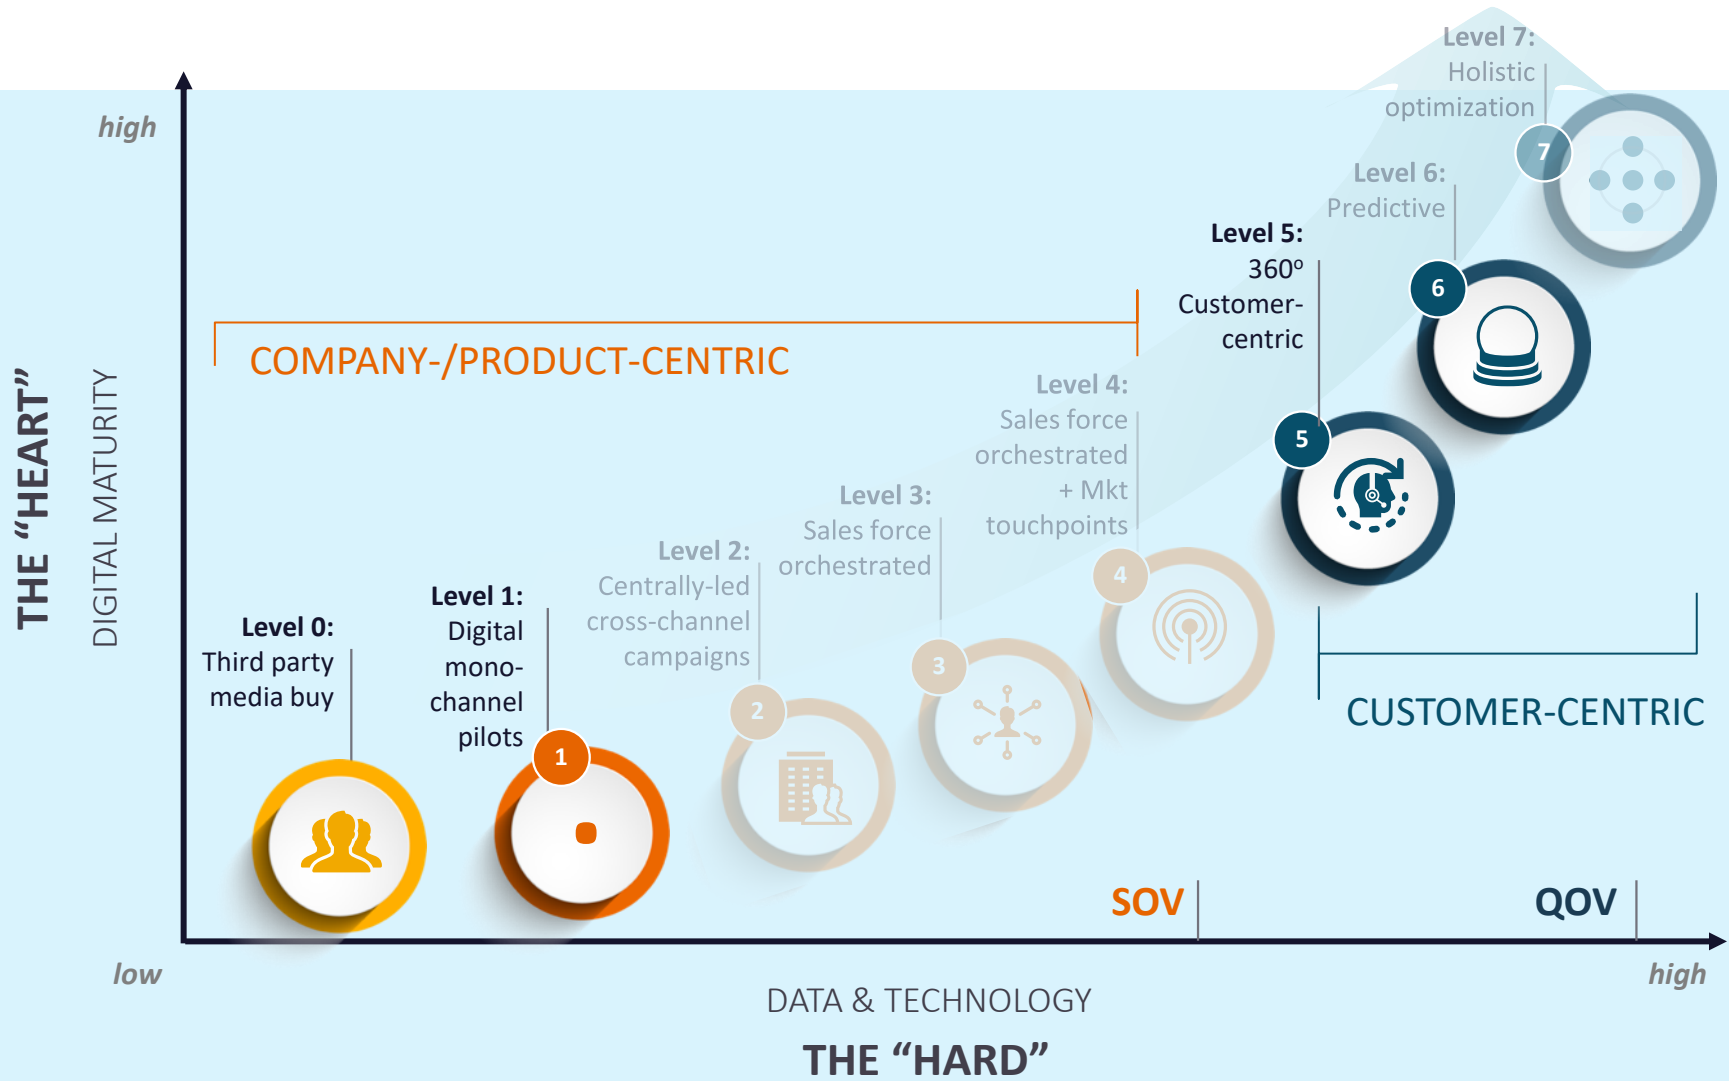 Level 7:
Holistic
optimization
7
high
Level 6:
Predictive
6
Level 5:
360º
Customer-
centric
5
COMPANY-/PRODUCT-CENTRIC
Level 4:
Sales force
orchestrated
+ Mkt
touchpoints
4
Level 3:
Sales force
orchestrated
3
Level 2:
Centrally-led
cross-channel
campaigns
2
Level 1:
Digital
mono-
channel
pilots
1
Level 0:
Third party
media buy
THE “HEART”
DIGITAL MATURITY
CUSTOMER-CENTRIC
SOV
QOV
low
high
DATA & TECHNOLOGY
THE “HARD”